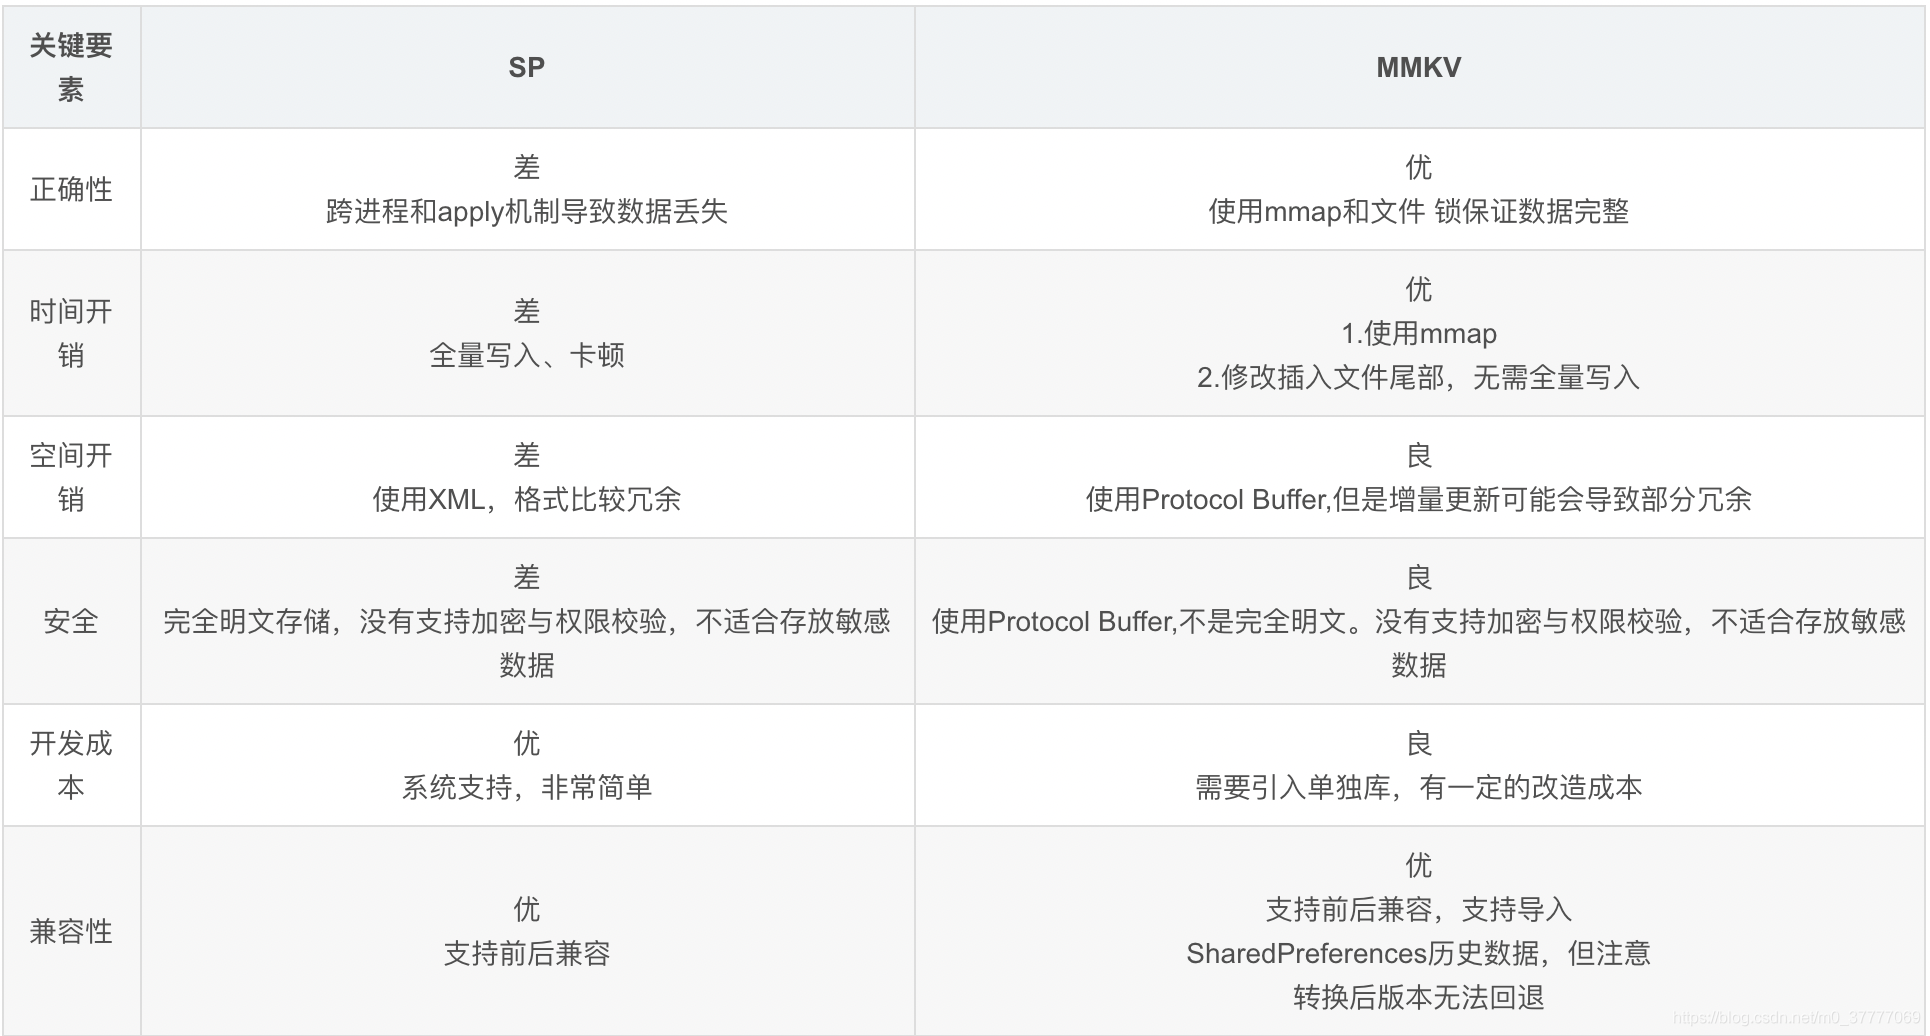 关键要
素
SP
MMKV
正确性
差
跨进程和apply机制导致数据丢失
优
使用mmap和文件 锁保证数据完整
时间开
销
差
全量写入、卡顿
优
1.使用mmap
2.修改插入文件尾部，无需全量写入
空间开
销
差
使用XML，格式比较冗余
良
使用Protocol Buffer,但是增量更新可能会导致部分冗余
安全
差
完全明文存储，没有支持加密与权限校验，不适合存放敏感
数据
良
使用Protocol Buffer,不是完全明文。没有支持加密与权限校验，不适合存放敏感
数据
开发成
本
优
系统支持，非常简单
良
需要引入单独库，有一定的改造成本
兼容性
优
支持前后兼容
优
支持前后兼容，支持导入
SharedPreferences历史数据，但注意
转换后版本无法回退
https://blog.csdn.net/m0_37777069